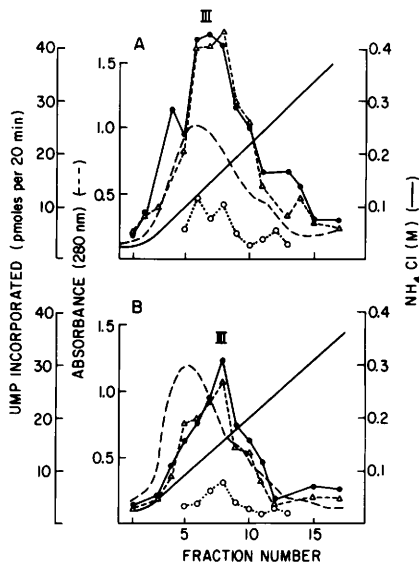 III
A
40
30
20
10
1.5
1.0
0.5
0.4
0.3
0.2
0.1
UMP INCORPORATED (pmoles per 20 min)
ABSORBANCE (280 nm) (---)
NH₄ Cl (M) (—)
III
B
40
30
20
10
1.5
1.0
0.5
0.4
0.3
0.2
0.1
5 10 15
FRACTION NUMBER